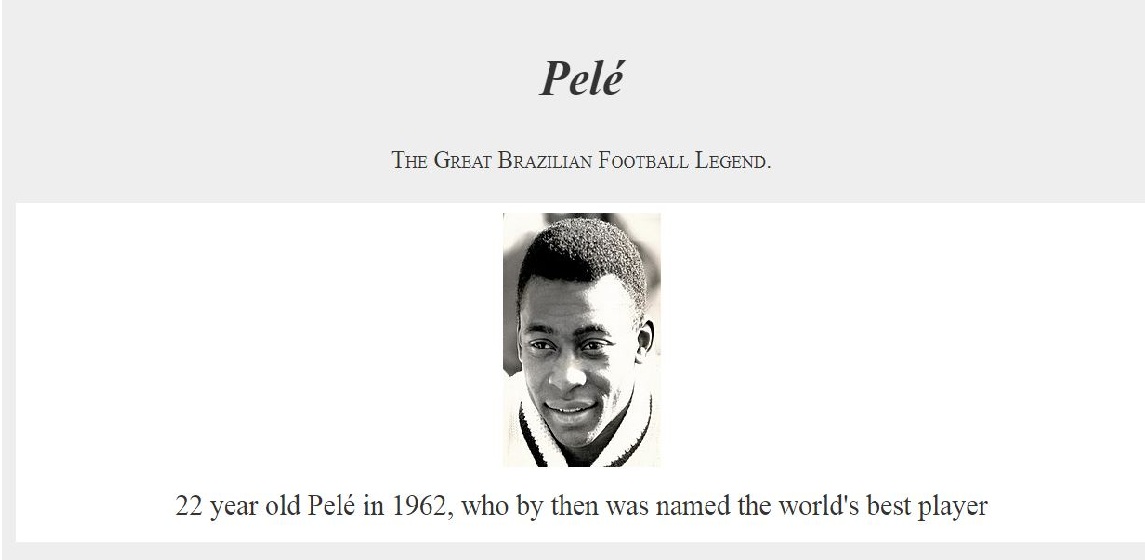 Pelé
The Great Brazilian Football Legend.
22 year old Pelé in 1962, who by then was named the world's best player